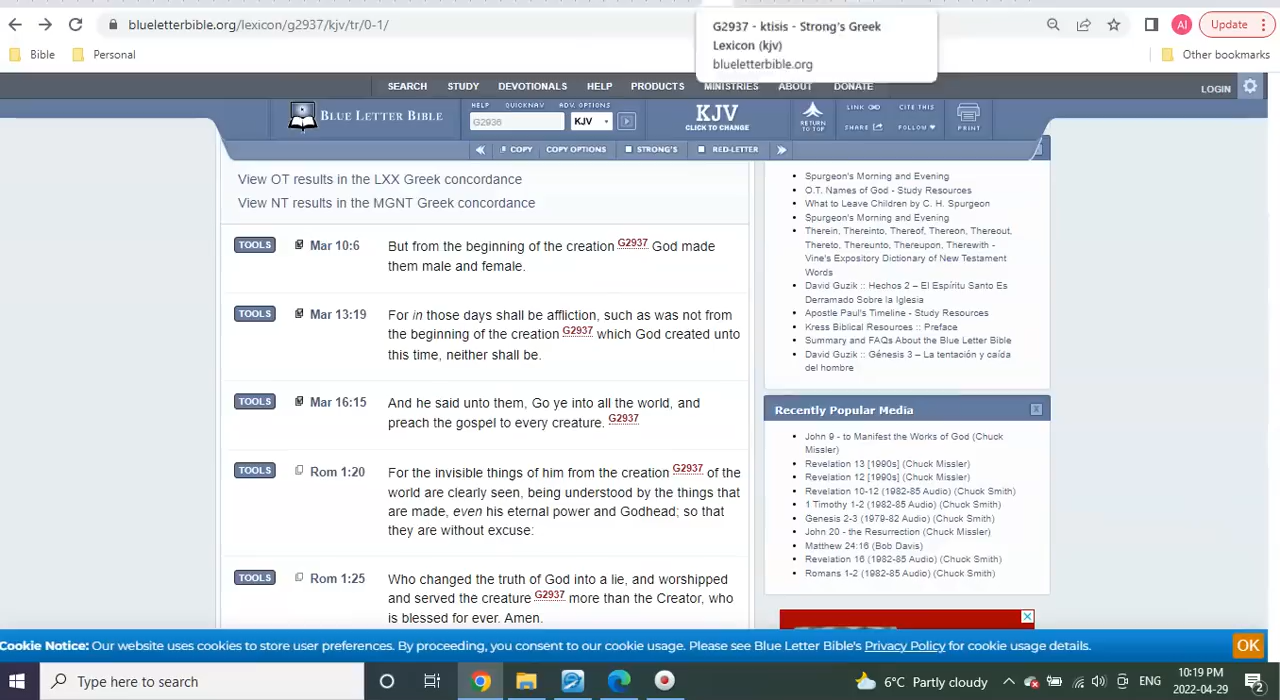 blueletterbible.org/lexicon/g2937/kjv/tr/0-1/
AI
Update
G2937 - ktisis - Strong's Greek
Lexicon (kjv)
blueletterbible.org
Bible
Personal
Other bookmarks
SEARCH STUDY DEVOTIONALS HELP PRODUCTS MINISTRIES ABOUT DONATE
LOGIN
BLUE LETTER BIBLE
HELP QUICKNAV ADV. OPTIONS
G2936
KJV
KJV
CLICK TO CHANGE
RETURN
TO TOP
LINK
CITE THIS
SHARE
FOLLOW
PRINT
COPY COPY OPTIONS STRONG'S RED-LETTER
View OT results in the LXX Greek concordance
View NT results in the MGNT Greek concordance
TOOLS Mar 10:6 But from the beginning of the creation G2937 God made
them male and female.
TOOLS Mar 13:19 For in those days shall be affliction, such as was not from
the beginning of the creation G2937 which God created unto
this time, neither shall be.
TOOLS Mar 16:15 And he said unto them, Go ye into all the world, and
preach the gospel to every creature. G2937
TOOLS Rom 1:20 For the invisible things of him from the creation G2937 of the
world are clearly seen, being understood by the things that
are made, even his eternal power and Godhead; so that
they are without excuse:
TOOLS Rom 1:25 Who changed the truth of God into a lie, and worshipped
and served the creature G2937 more than the Creator, who
is blessed for ever. Amen.
Spurgeon's Morning and Evening
O.T. Names of God - Study Resources
What to Leave Children by C. H. Spurgeon
Spurgeon's Morning and Evening
Therein, Thereinto, Thereof, Thereon, Thereout,
Thereto, Thereunto, Thereupon, Therewith -
Vine's Expository Dictionary of New Testament
Words
David Guzik :: Hechos 2 – El Espíritu Santo Es
Derramado Sobre la Iglesia
Apostle Paul's Timeline - Study Resources
Kress Biblical Resources :: Preface
Summary and FAQs About the Blue Letter Bible
David Guzik :: Génesis 3 – La tentación y caída
del hombre
Recently Popular Media
John 9 - to Manifest the Works of God (Chuck
Missler)
Revelation 13 [1990s] (Chuck Missler)
Revelation 12 [1990s] (Chuck Missler)
Revelation 10-12 (1982-85 Audio) (Chuck Smith)
1 Timothy 1-2 (1982-85 Audio) (Chuck Smith)
Genesis 2-3 (1979-82 Audio) (Chuck Smith)
John 20 - the Resurrection (Chuck Missler)
Matthew 24:16 (Bob Davis)
Revelation 16 (1982-85 Audio) (Chuck Smith)
Romans 1-2 (1982-85 Audio) (Chuck Smith)
Cookie Notice: Our website uses cookies to store user preferences. By proceeding, you consent to our cookie usage. Please see Blue Letter Bible's Privacy Policy for cookie usage details.
OK
Type here to search
6°C Partly cloudy
ENG
10:19 PM
2022-04-29
2